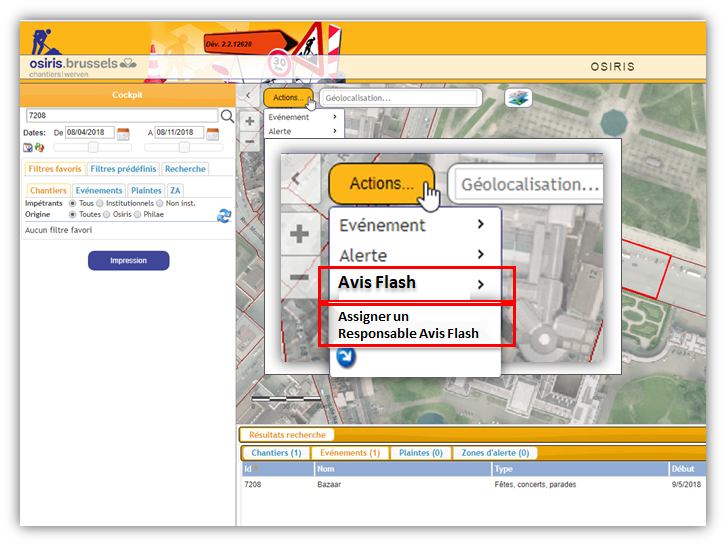 Dév. 2.2.12620
30
osiris.brussels
chantiers|werven
OSIRIS
Cockpit
7208
Dates: De 08/04/2018 A 08/11/2018
Filtres favoris Filtres prédéfinis Recherche
Chantiers Evénements Plaintes ZA
Impétrants Tous Institutionnels Non inst.
Origine Toutes Osiris Philae
Aucun filtre favori
Impression
Actions... Géolocalisation...
Evénement
Alerte
Actions... Géolocalisation...
Evénement
Alerte
Avis Flash
Assigner un
Responsable Avis Flash
Résultats recherche
Chantiers (1) Evénements (1) Plaintes (0) Zones d'alerte (0)
Id Nom Type Début
7208 Bazaar Fêtes, concerts, parades 9/5/2018